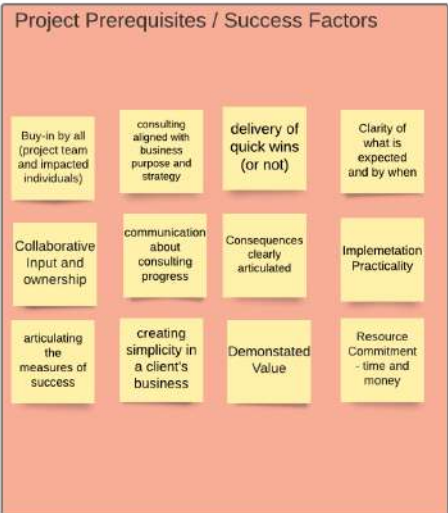 Project Prerequisites / Success Factors
Buy-in by all
(project team
and impacted
individuals)
consulting
aligned with
business
purpose and
strategy
delivery of
quick wins
(or not)
Clarity of
what is
expected
and by when
Collaborative
Input and
ownership
communication
about
consulting
progress
Consequences
clearly
articulated
Implemetation
Practicality
articulating
the
measures of
success
creating
simplicity in
a client's
business
Demonstated
Value
Resource
Commitment
- time and
money